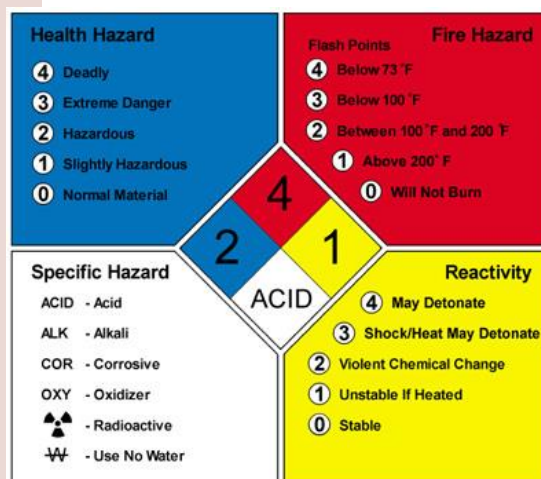 Health Hazard
4 Deadly
3 Extreme Danger
2 Hazardous
1 Slightly Hazardous
0 Normal Material
Fire Hazard
Flash Points
4 Below 73 °F
3 Below 100 °F
2 Between 100°F and 200 °F
1 Above 200° F
0 Will Not Burn
4
2
1
ACID
Specific Hazard
ACID - Acid
ALK - Alkali
COR - Corrosive
OXY - Oxidizer
- Radioactive
W - Use No Water
Reactivity
4 May Detonate
3 Shock/Heat May Detonate
2 Violent Chemical Change
1 Unstable If Heated
0 Stable